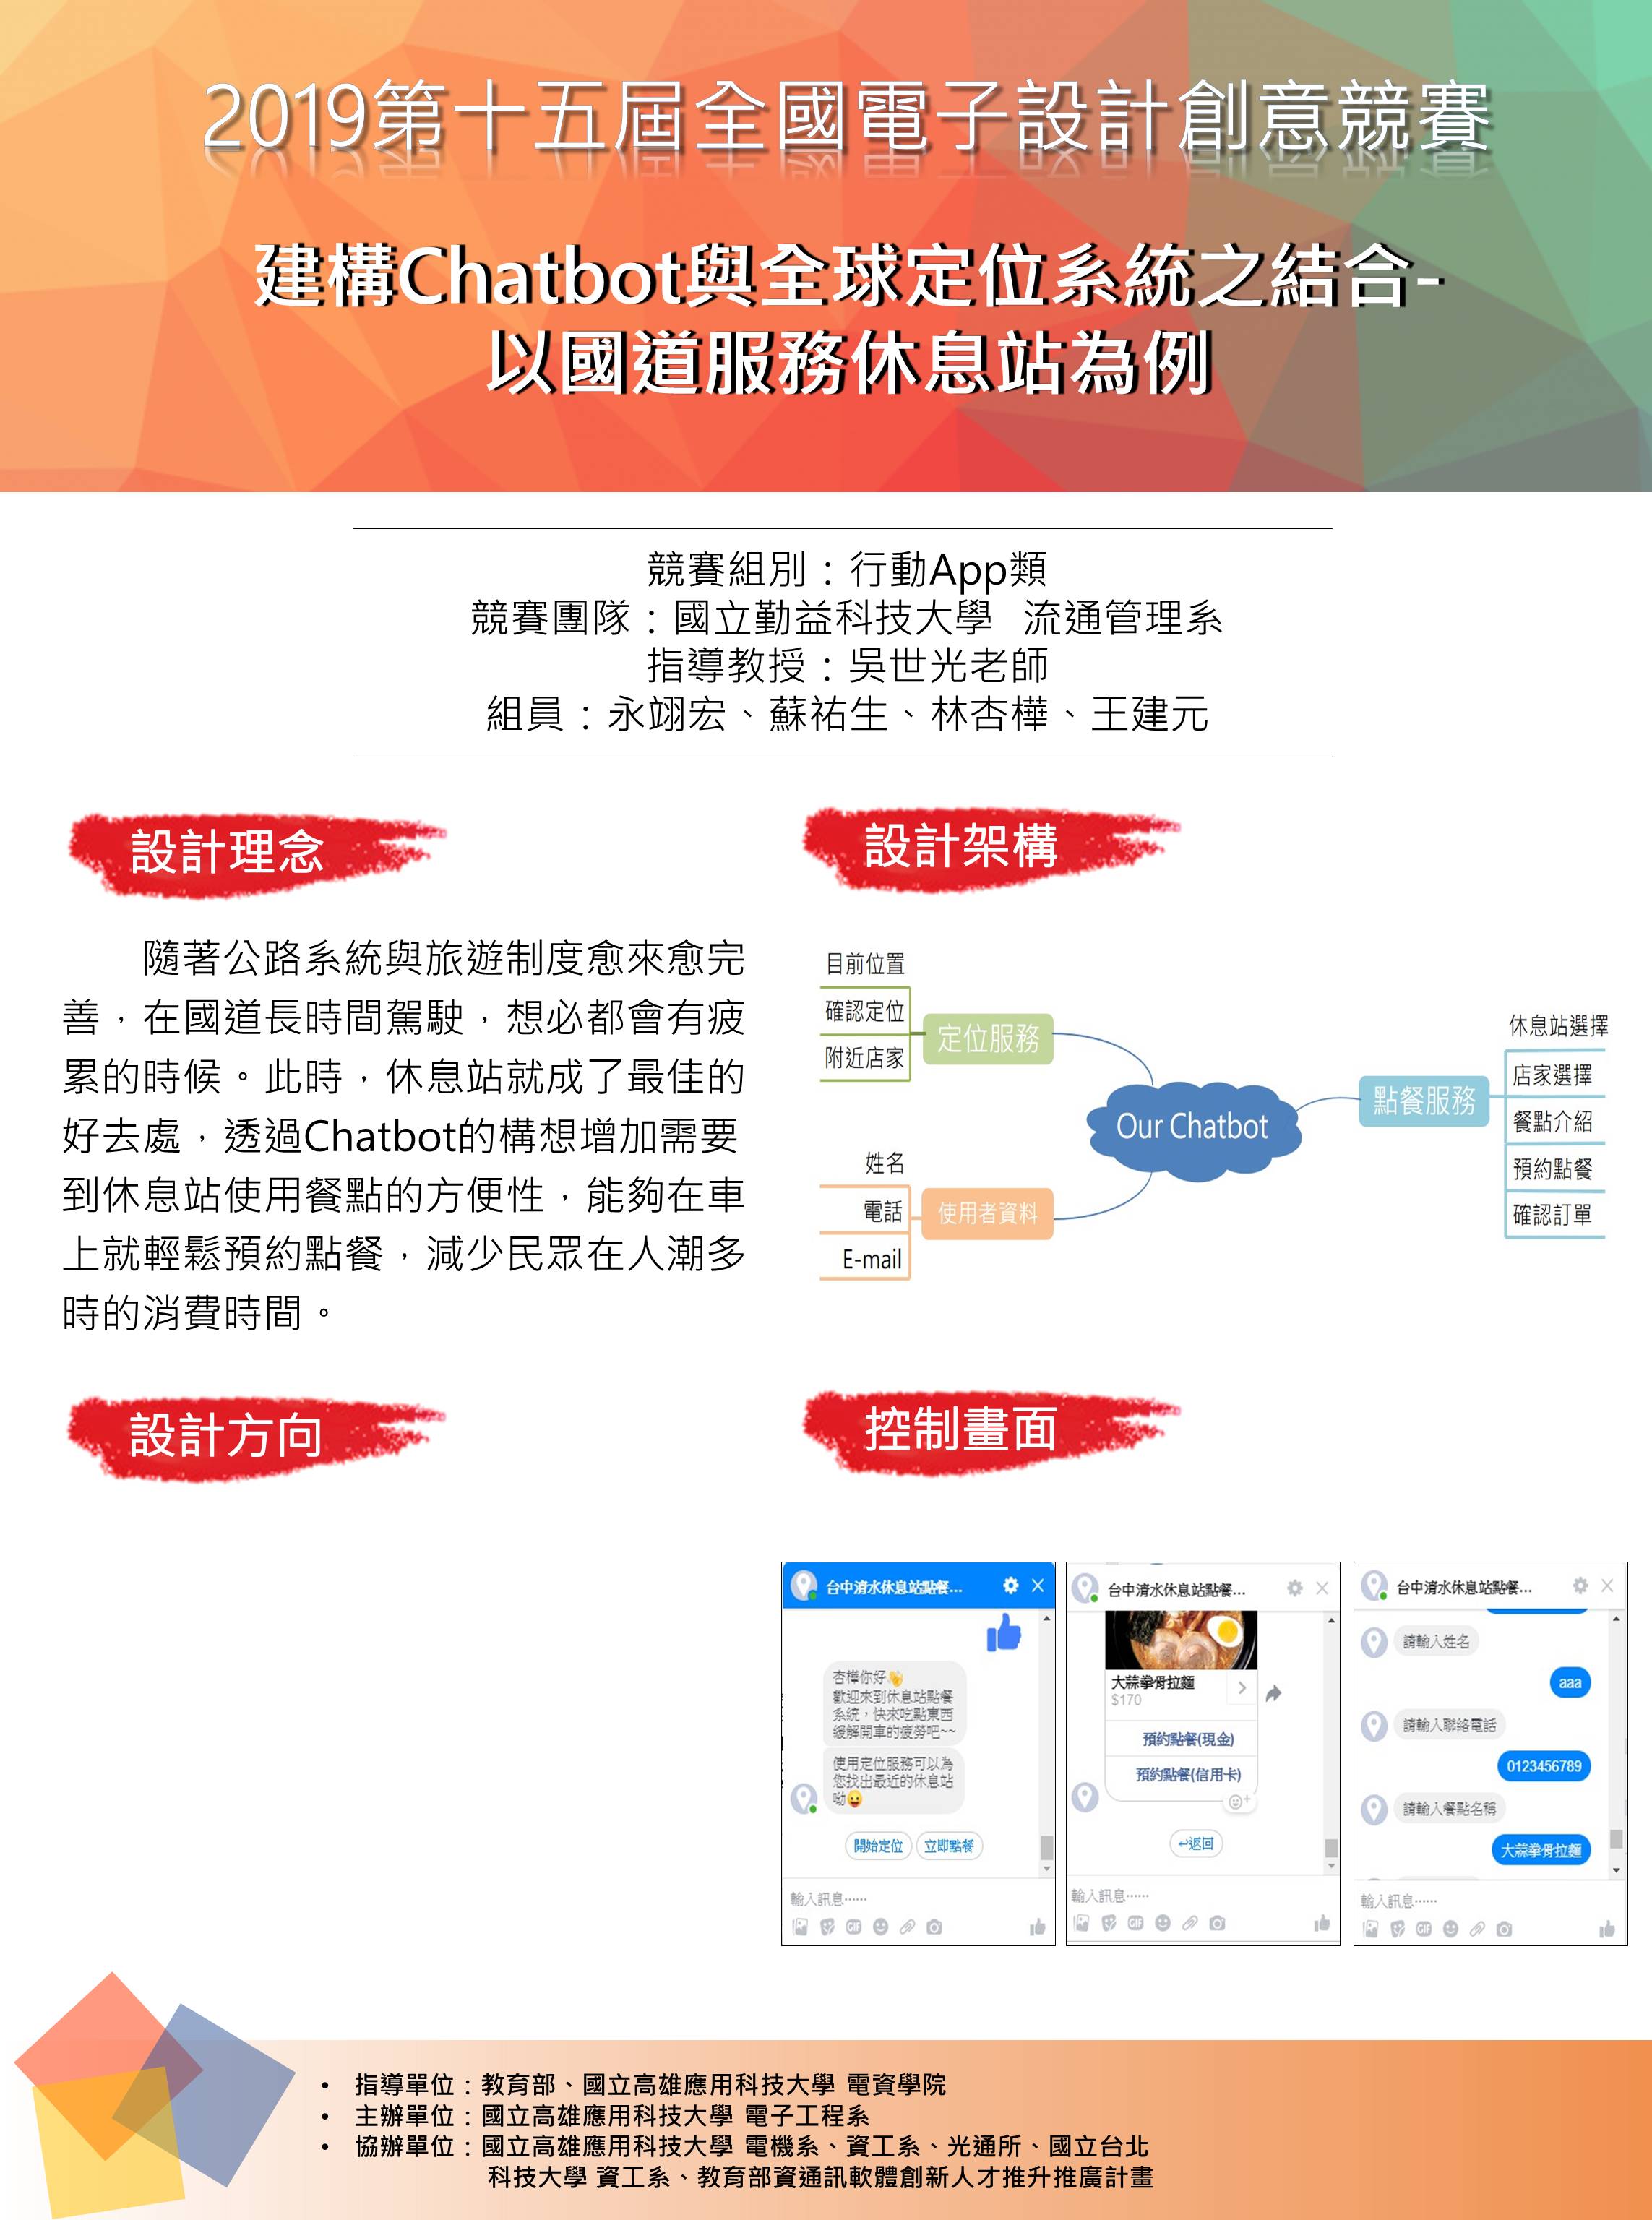 2019第十五屆全國電子設計創意競賽
建構Chatbot與全球定位系統之結合-
以國道服務休息站為例
競賽組別：行動App類
競賽團隊：國立勤益科技大學 流通管理系
指導教授：吳世光老師
組員：永翊宏、蘇祐生、林杏樺、王建元
設計理念
隨著公路系統與旅遊制度愈來愈完
善，在國道長時間駕駛，想必都會有疲
累的時候。此時，休息站就成了最佳的
好去處，透過Chatbot的構想增加需要
到休息站使用餐點的方便性，能夠在車
上就輕鬆預約點餐，減少民眾在人潮多
時的消費時間。
設計架構
目前位置
確認定位
附近店家
定位服務
姓名
電話
E-mail
使用者資料
Our Chatbot
點餐服務
休息站選擇
店家選擇
餐點介紹
預約點餐
確認訂單
設計方向
控制畫面
台中清水休息站點餐...
杏樺你好👋
歡迎來到休息站點餐
系統，快來吃點東西
緩解開車的疲勞吧~~
使用定位服務可以為
您找出最近的休息站
呦😛
開始定位
立即點餐
輸入訊息……
GIF
台中清水休息站點餐...
大蒜拳骨拉麵
$170
預約點餐(現金)
預約點餐(信用卡)
↩返回
輸入訊息……
GIF
台中清水休息站點餐...
請輸入姓名
aaa
請輸入聯絡電話
0123456789
請輸入餐點名稱
大蒜拳骨拉麵
輸入訊息……
GIF
• 指導單位：教育部、國立高雄應用科技大學 電資學院
• 主辦單位：國立高雄應用科技大學 電子工程系
• 協辦單位：國立高雄應用科技大學 電機系、資工系、光通所、國立台北
科技大學 資工系、教育部資通訊軟體創新人才推升推廣計畫